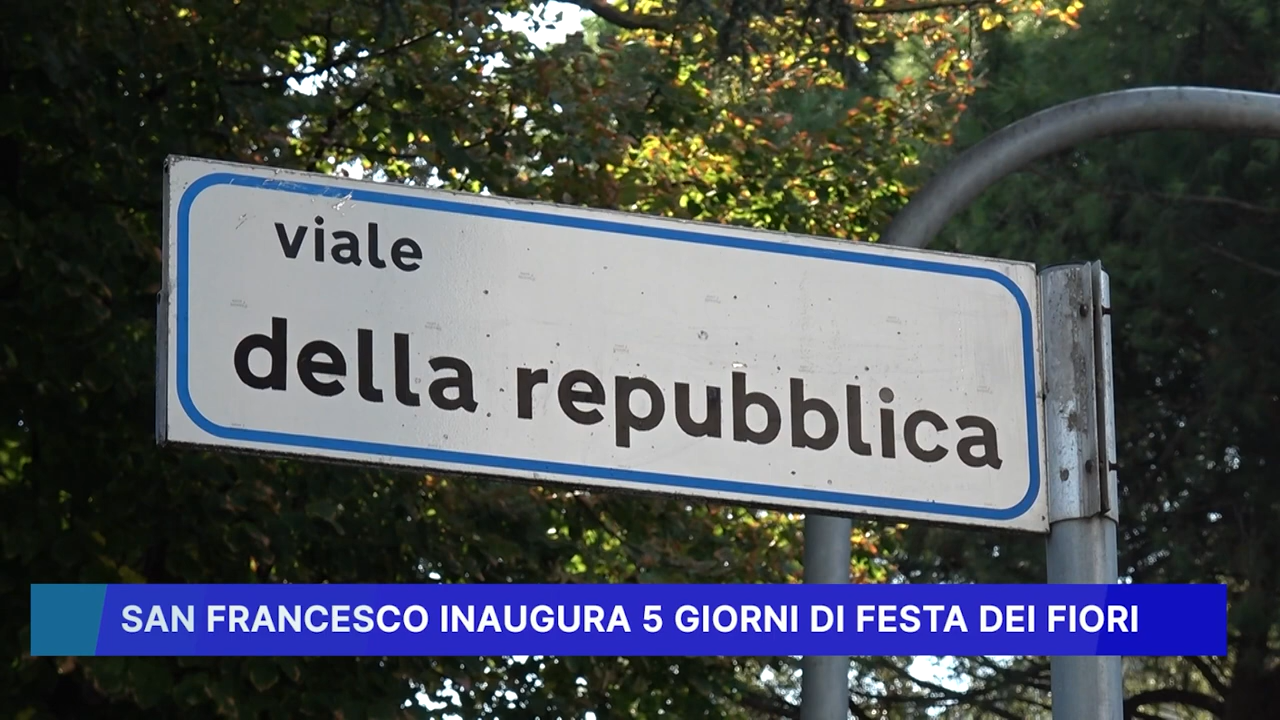 viale
della repubblica
SAN FRANCESCO INAUGURA 5 GIORNI DI FESTA DEI FIORI